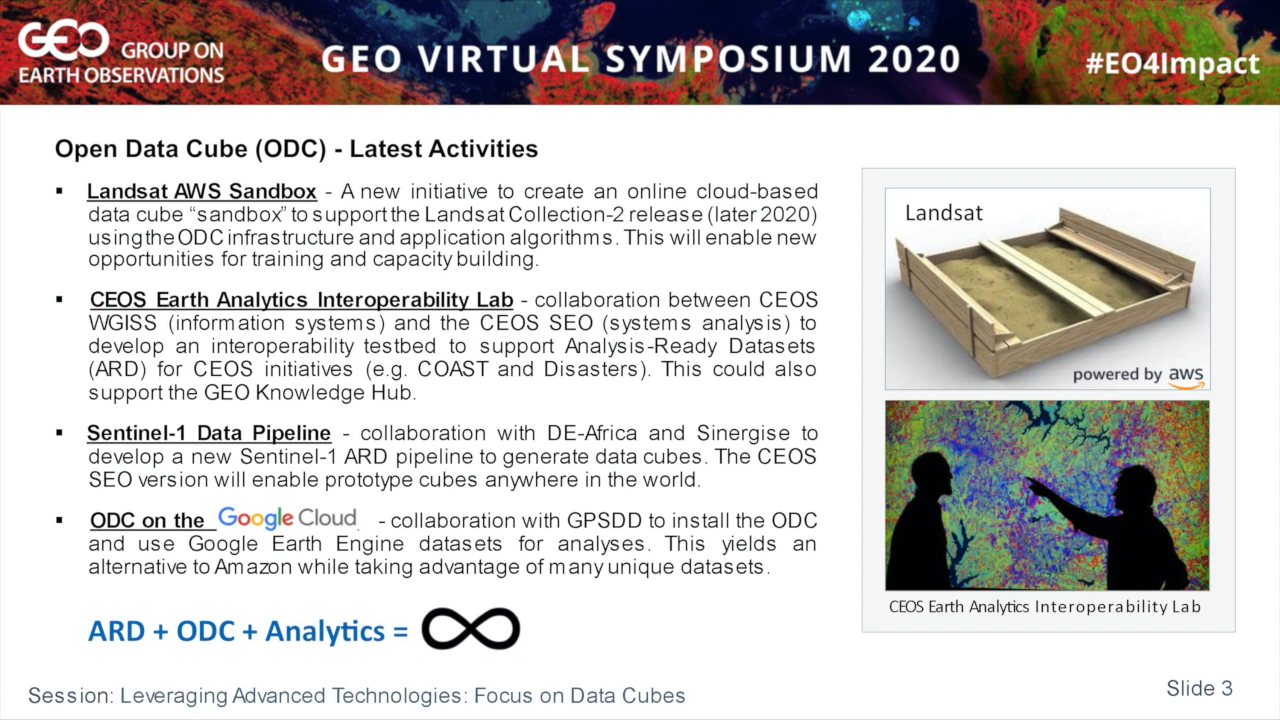 GEO GROUP ON
EARTH OBSERVATIONS
GEO VIRTUAL SYMPOSIUM 2020
#EO4Impact
Open Data Cube (ODC) - Latest Activities
▪ Landsat AWS Sandbox - A new initiative to create an online cloud-based
data cube “sandbox” to support the Landsat Collection-2 release (later 2020)
using the ODC infrastructure and application algorithms. This will enable new
opportunities for training and capacity building.
▪ CEOS Earth Analytics Interoperability Lab - collaboration between CEOS
WGISS (information systems) and the CEOS SEO (systems analysis) to
develop an interoperability testbed to support Analysis-Ready Datasets
(ARD) for CEOS initiatives (e.g. COAST and Disasters). This could also
support the GEO Knowledge Hub.
▪ Sentinel-1 Data Pipeline - collaboration with DE-Africa and Sinergise to
develop a new Sentinel-1 ARD pipeline to generate data cubes. The CEOS
SEO version will enable prototype cubes anywhere in the world.
▪ ODC on the Google Cloud - collaboration with GPSDD to install the ODC
and use Google Earth Engine datasets for analyses. This yields an
alternative to Amazon while taking advantage of many unique datasets.
ARD + ODC + Analytics = ∞
Landsat
powered by aws
CEOS Earth Analytics Interoperability Lab
Session: Leveraging Advanced Technologies: Focus on Data Cubes
Slide 3